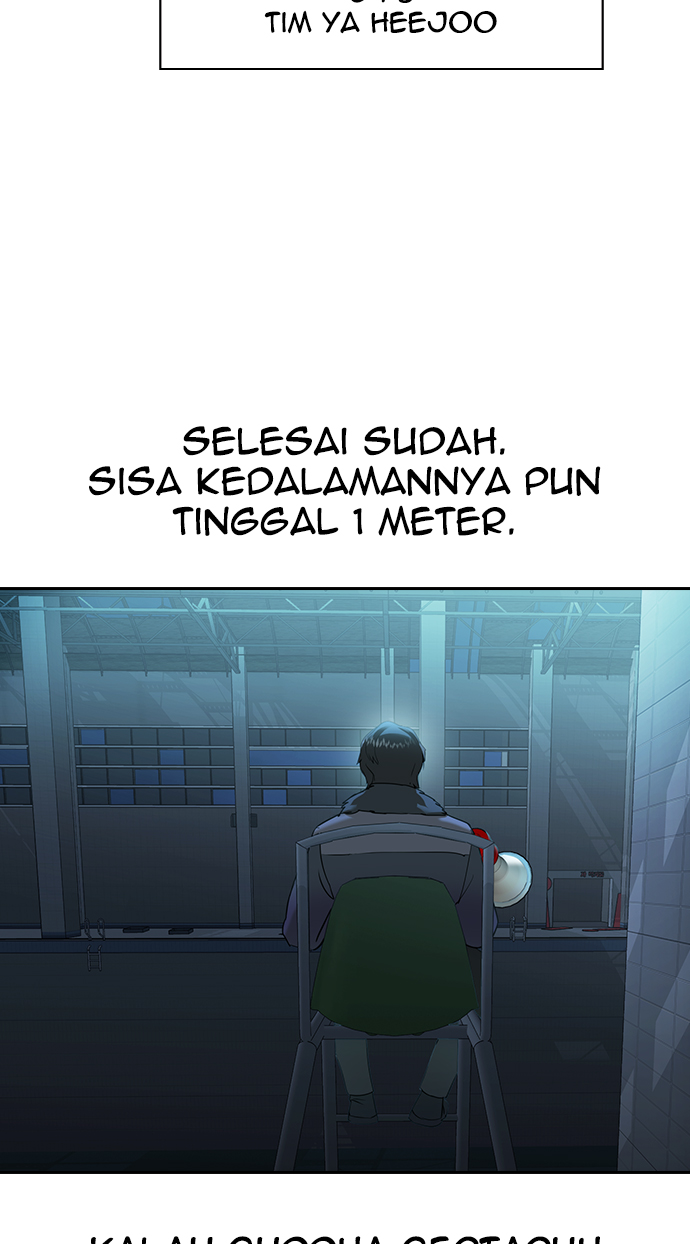 TIM YA HEEJOO
SELESAI SUDAH.
SISA KEDALAMANNYA PUN
TINGGAL 1 METER.